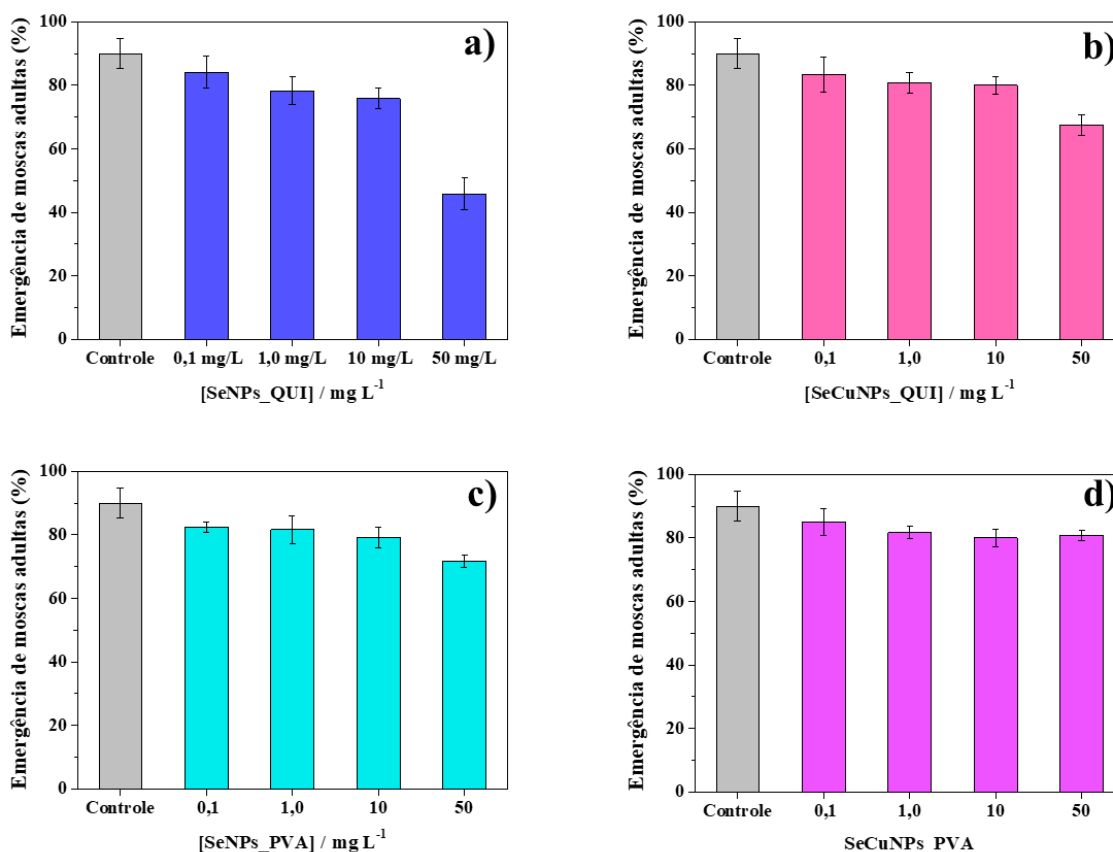 a)
Emergência de moscas adultas (%)
100
80
60
40
20
0
Controle 0,1 mg/L 1,0 mg/L 10 mg/L 50 mg/L
[SeNPs_QUI] / mg L⁻¹
b)
Emergência de moscas adultas (%)
100
80
60
40
20
0
Controle 0,1 1,0 10 50
[SeCuNPs_QUI] / mg L⁻¹
c)
Emergência de moscas adultas (%)
100
80
60
40
20
0
Controle 0,1 1,0 10 50
[SeNPs_PVA] / mg L⁻¹
d)
Emergência de moscas adultas (%)
100
80
60
40
20
0
Controle 0,1 1,0 10 50
SeCuNPs PVA